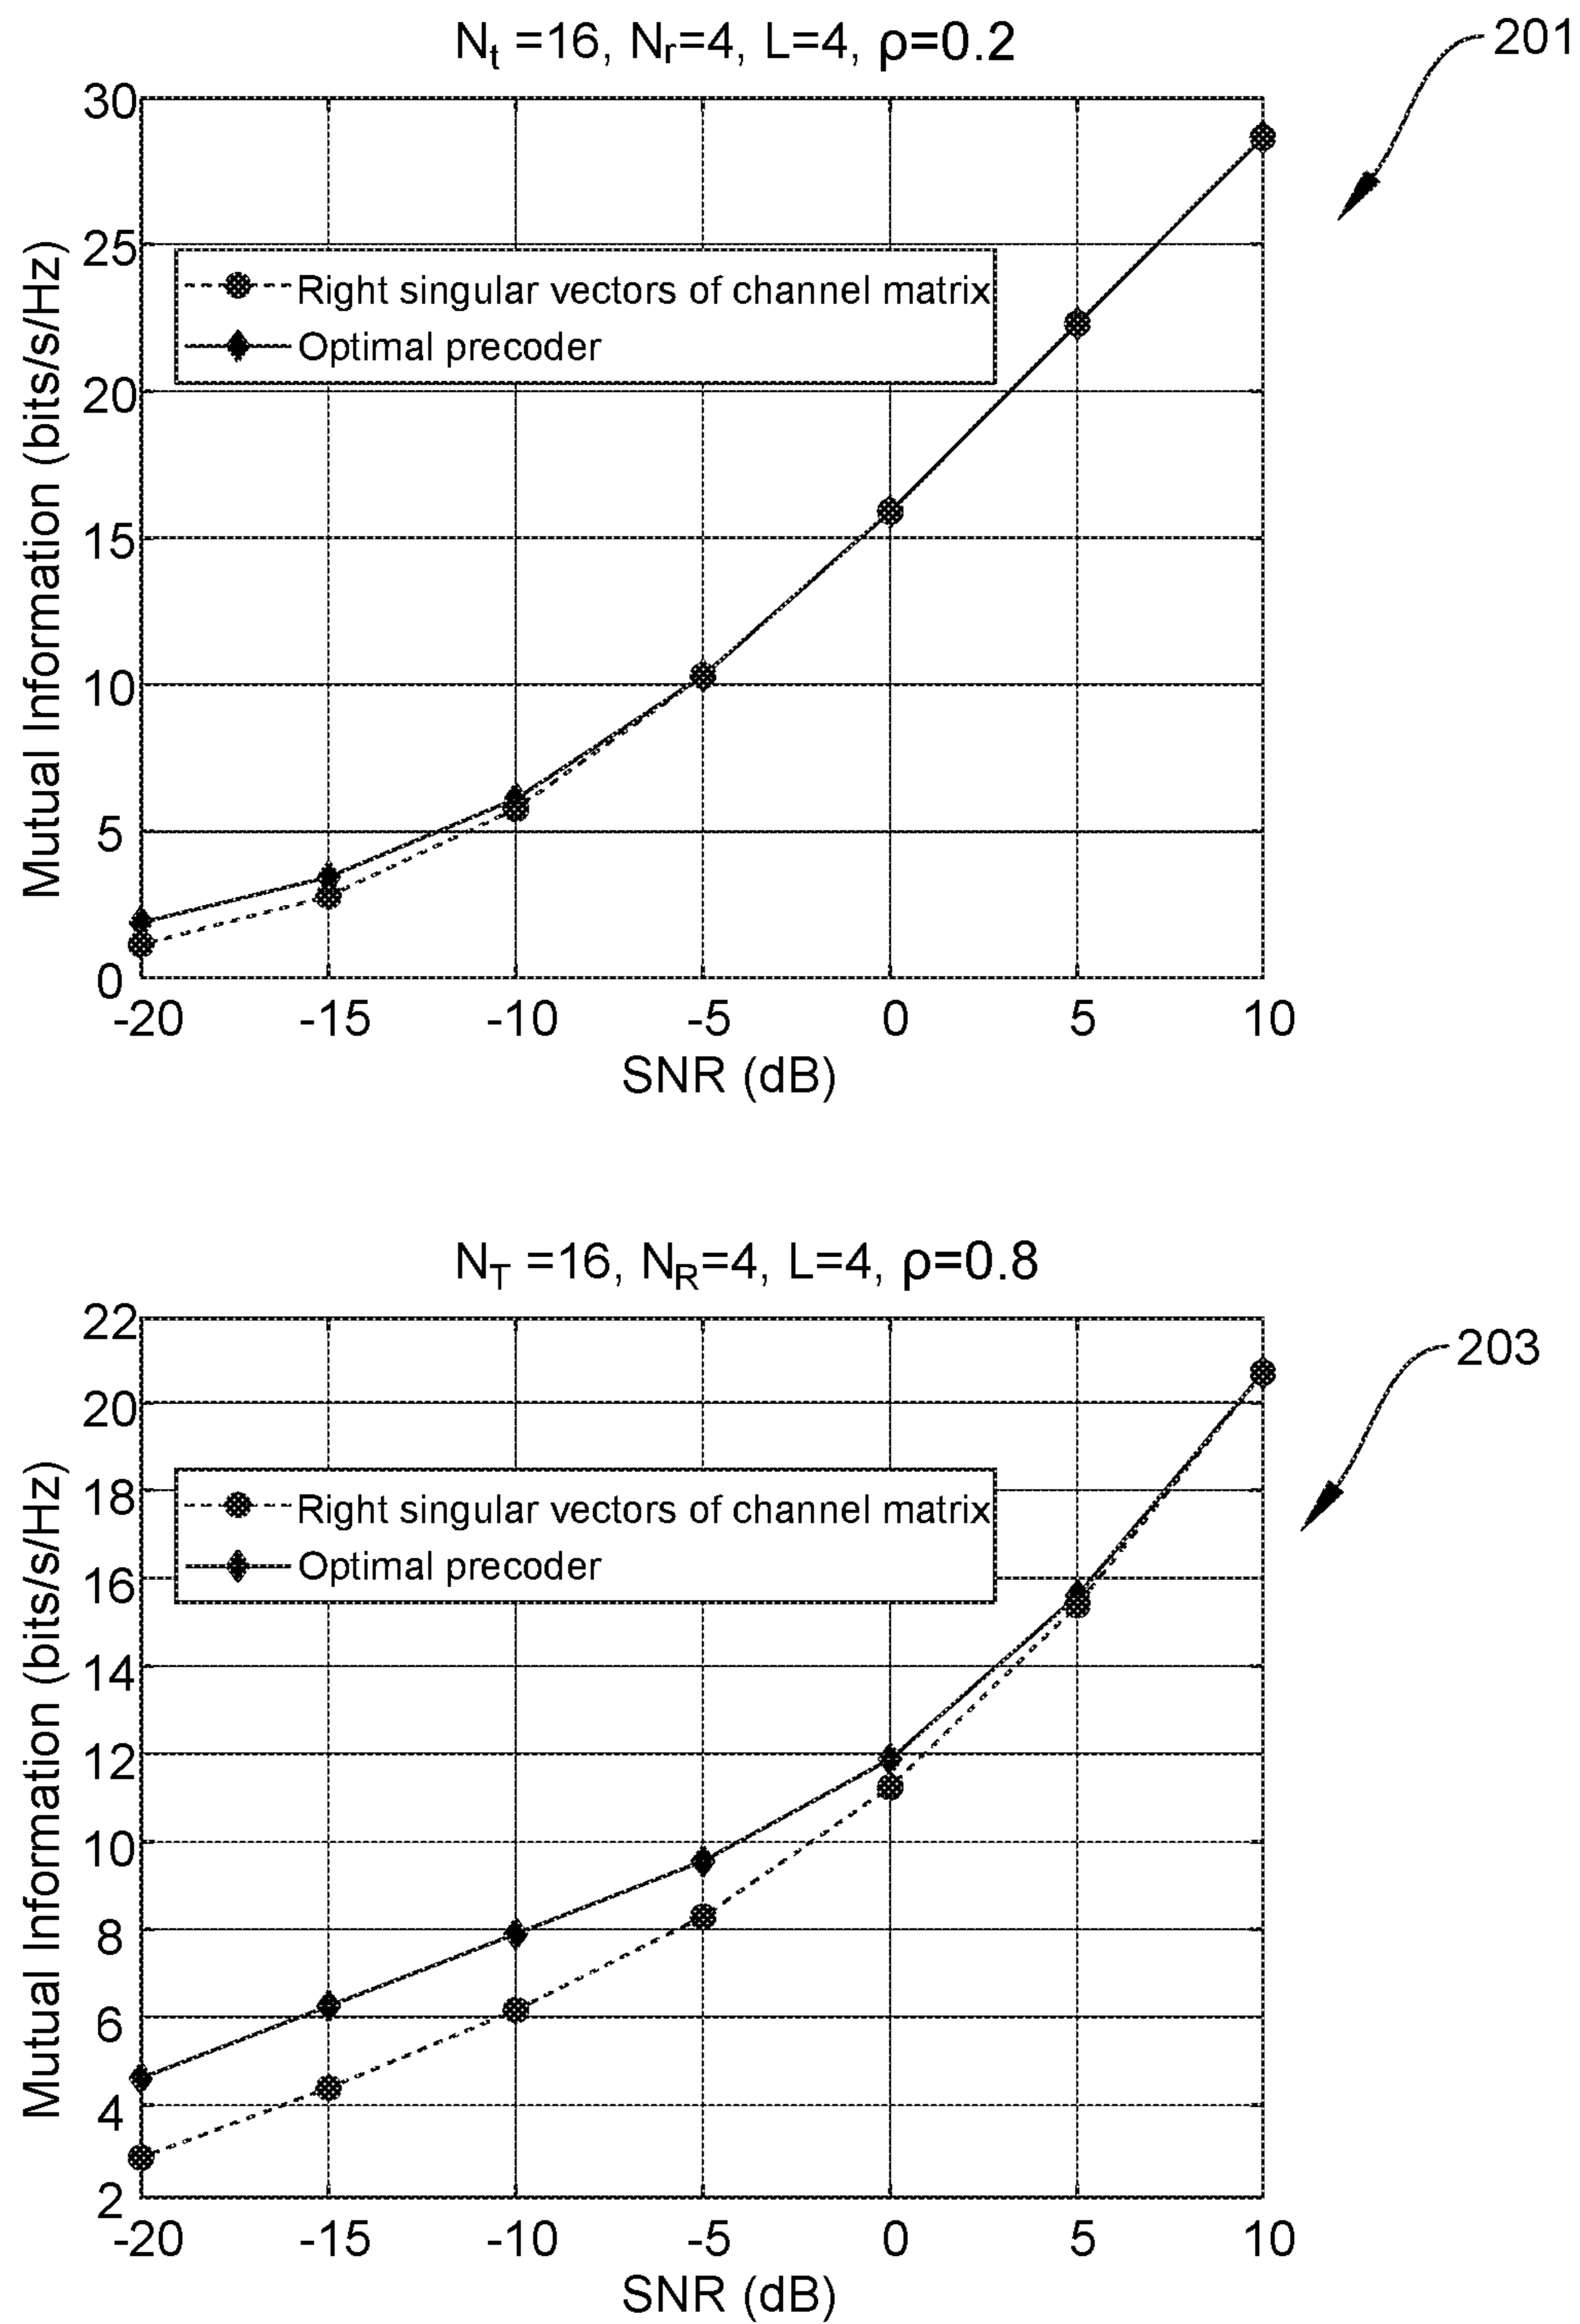 Nt =16, Nr=4, L=4, ρ=0.2
201
30
25
20
15
10
5
0
Mutual Information (bits/s/Hz)
Right singular vectors of channel matrix
Optimal precoder
-20 -15 -10 -5 0 5 10
SNR (dB)
NT =16, NR=4, L=4, ρ=0.8
203
22
20
18
16
14
12
10
8
6
4
2
Mutual Information (bits/s/Hz)
Right singular vectors of channel matrix
Optimal precoder
-20 -15 -10 -5 0 5 10
SNR (dB)